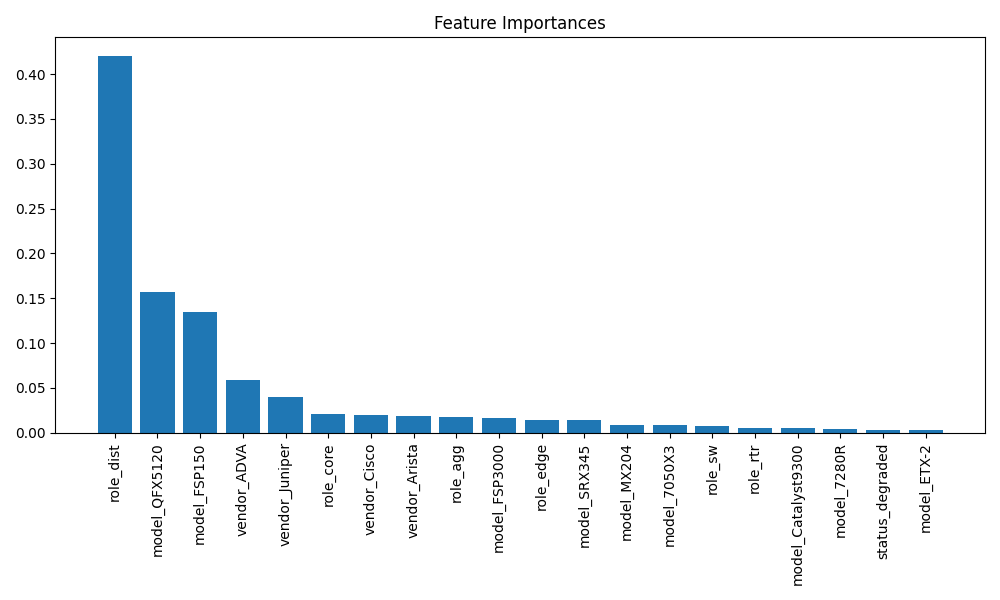 Feature Importances
0.40
0.35
0.30
0.25
0.20
0.15
0.10
0.05
0.00
role_dist
model_QFX5120
model_FSP150
vendor_ADVA
vendor_Juniper
role_core
vendor_Cisco
vendor_Arista
role_agg
model_FSP3000
role_edge
model_SRX345
model_MX204
model_7050X3
role_sw
role_rtr
model_Catalyst9300
model_7280R
status_degraded
model_ETX-2